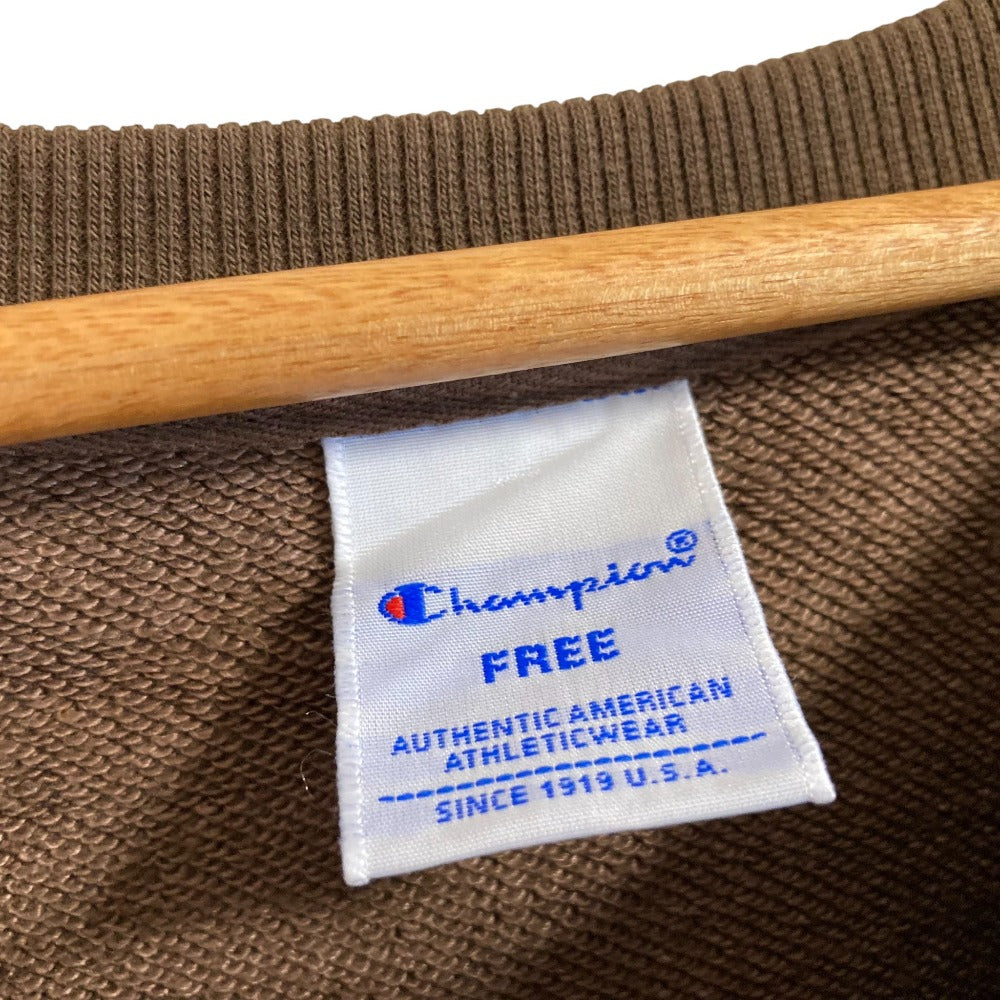 Champion®
FREE
AUTHENTIC AMERICAN
ATHLETICWEAR
SINCE 1919 U.S.A.